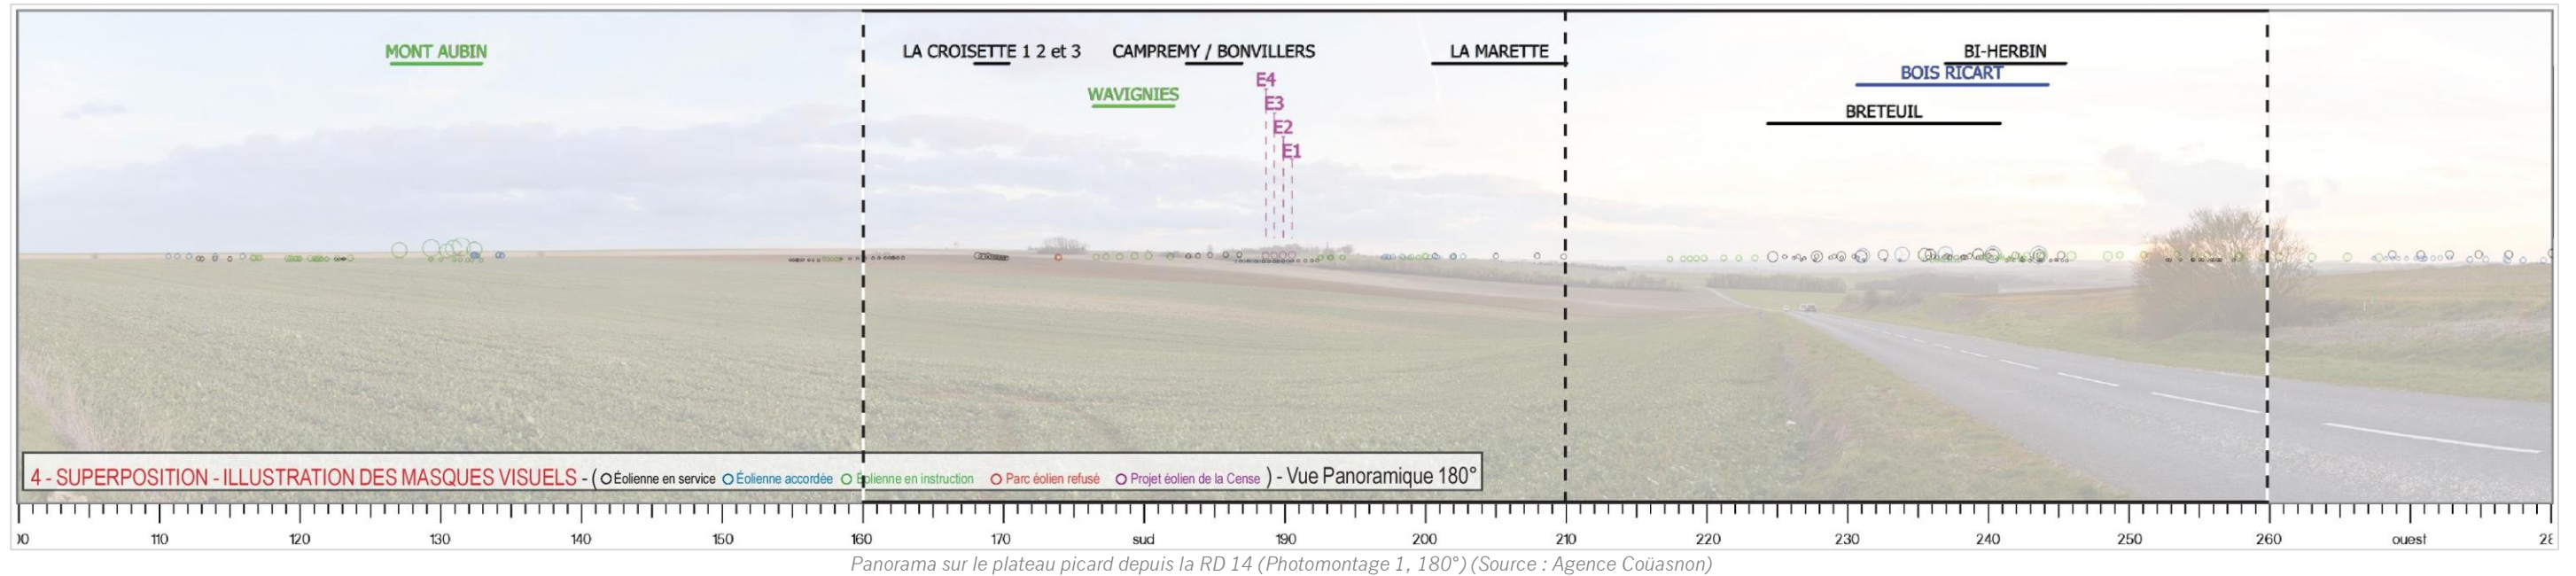 MONT AUBIN
LA CROISETTE 1 2 et 3
CAMPREMY / BONVILLERS
LA MARETTE
BI-HERBIN
BOIS RICART
E4
WAVIGNIES
E3
BRETEUIL
E2
E1
4 - SUPERPOSITION - ILLUSTRATION DES MASQUES VISUELS - ( Éolienne en service Éolienne accordée Éolienne en instruction Parc éolien refusé Projet éolien de la Cense ) - Vue Panoramique 180°
00 110 120 130 140 150 160 170 sud 190 200 210 220 230 240 250 260 ouest 28
Panorama sur le plateau picard depuis la RD 14 (Photomontage 1, 180°) (Source : Agence Coüasnon)